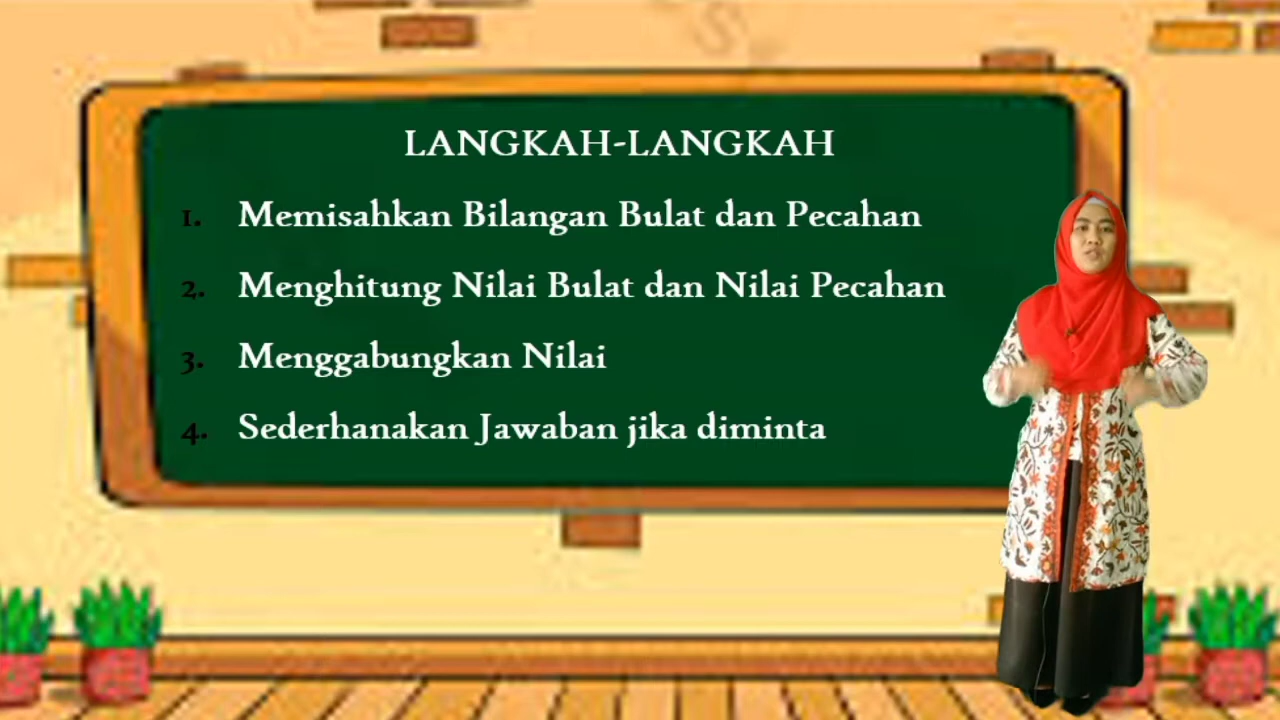 LANGKAH-LANGKAH
1. Memisahkan Bilangan Bulat dan Pecahan
2. Menghitung Nilai Bulat dan Nilai Pecahan
3. Menggabungkan Nilai
4. Sederhanakan Jawaban jika diminta